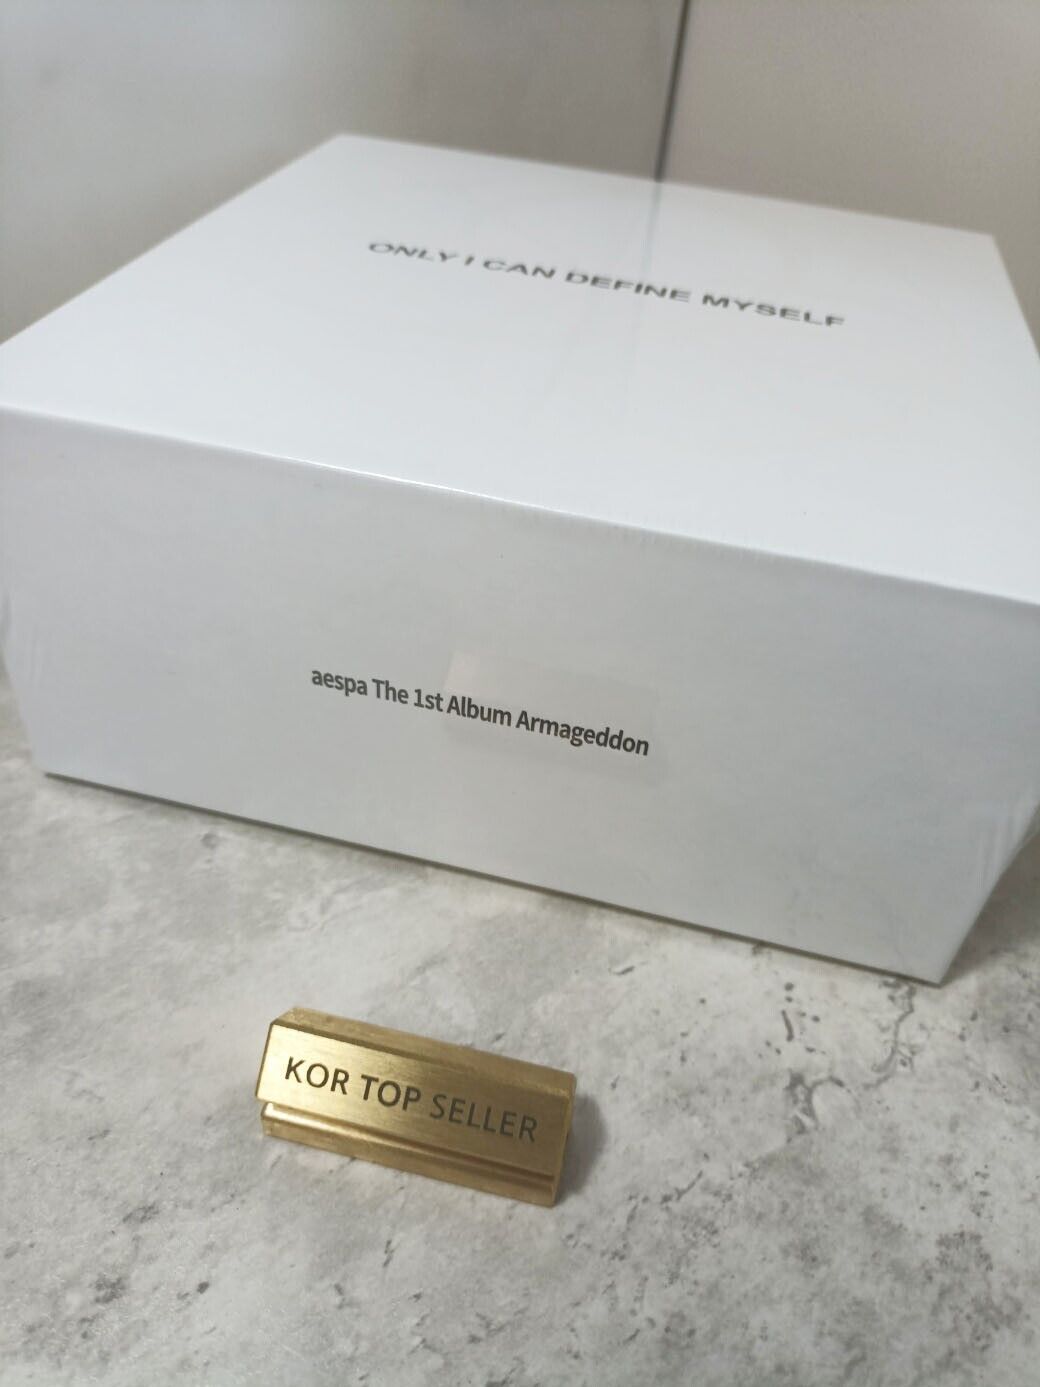 ONLY I CAN DEFINE MYSELF
aespa The 1st Album Armageddon
KOR TOP SELLER